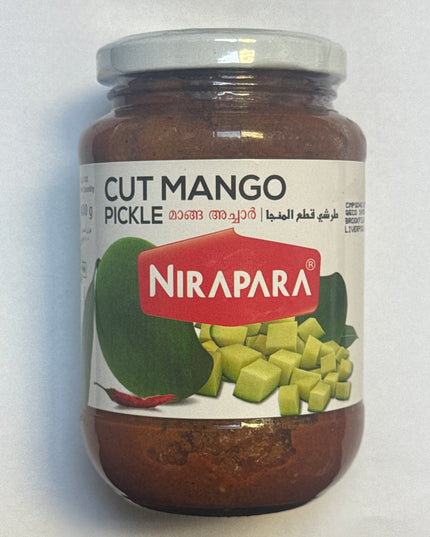 CUT MANGO
PICKLE മാങ്ങ അച്ചാർ | طرشي قطع المنجا
NIRAPARA®